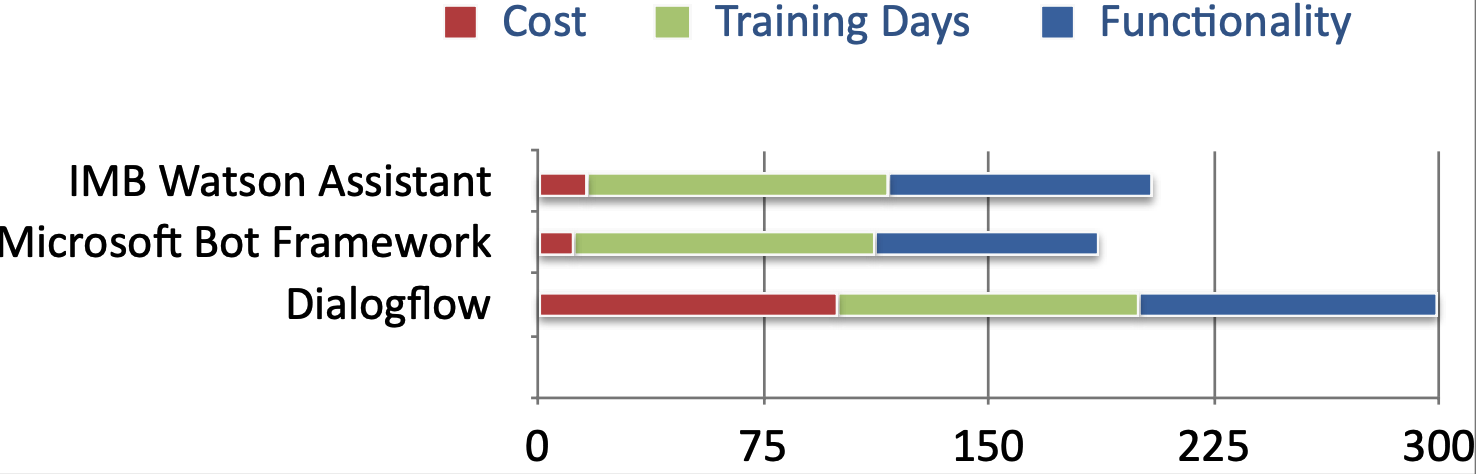 Cost Training Days Functionality
IMB Watson Assistant
Microsoft Bot Framework
Dialogflow
0 75 150 225 300